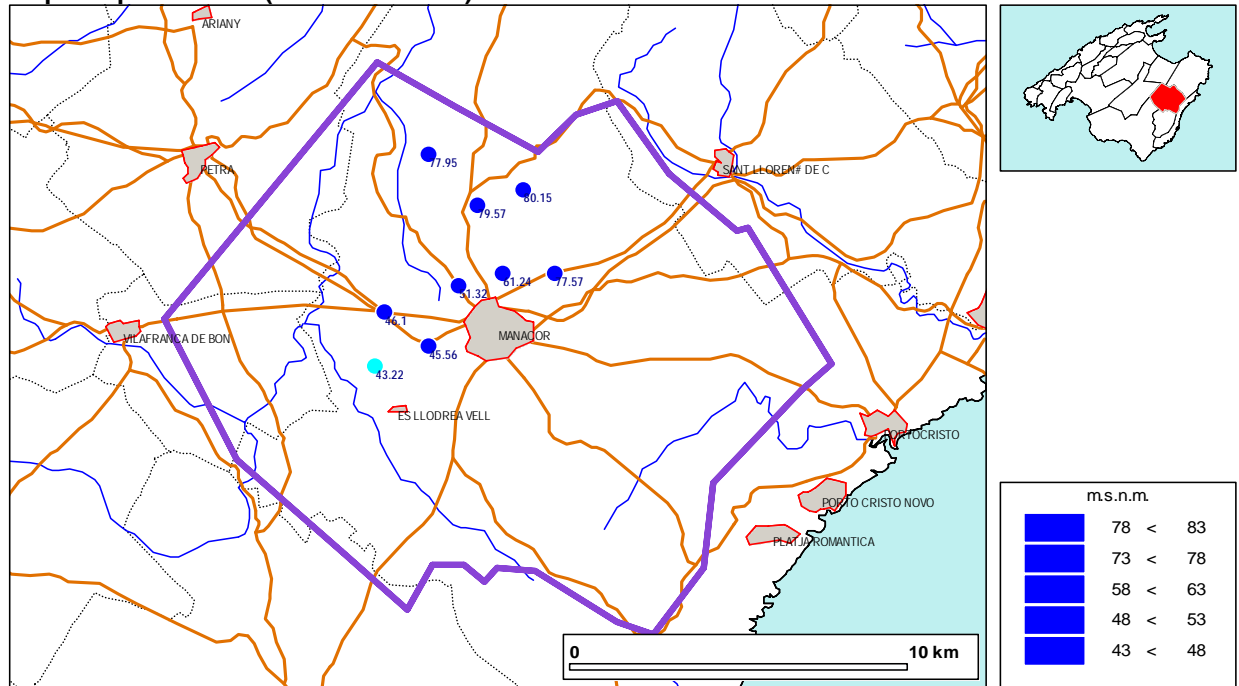 ARIANY
PETRA
SANT LLOREN# DE C
77.95
80.15
79.57
61.24
77.57
51.32
46.1
MANACOR
VILAFRANCA DE BON
45.56
43.22
ES LLODREA VELL
PORTOCRISTO
PORTO CRISTO NOVO
PLATJA ROMANTICA
0 10 km
m.s.n.m.
78 < 83
73 < 78
58 < 63
48 < 53
43 < 48